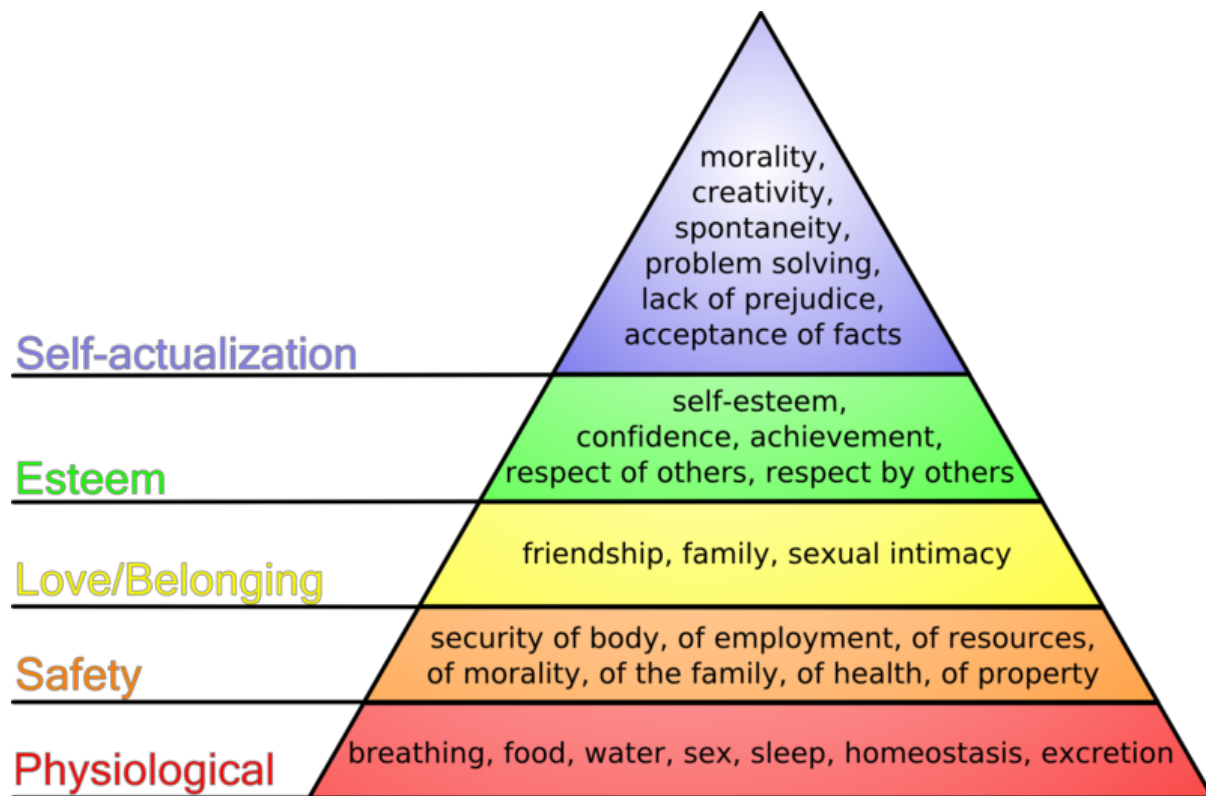 morality,
creativity,
spontaneity,
problem solving,
lack of prejudice,
acceptance of facts
Self-actualization
self-esteem,
confidence, achievement,
respect of others, respect by others
Esteem
friendship, family, sexual intimacy
Love/Belonging
security of body, of employment, of resources,
of morality, of the family, of health, of property
Safety
breathing, food, water, sex, sleep, homeostasis, excretion
Physiological